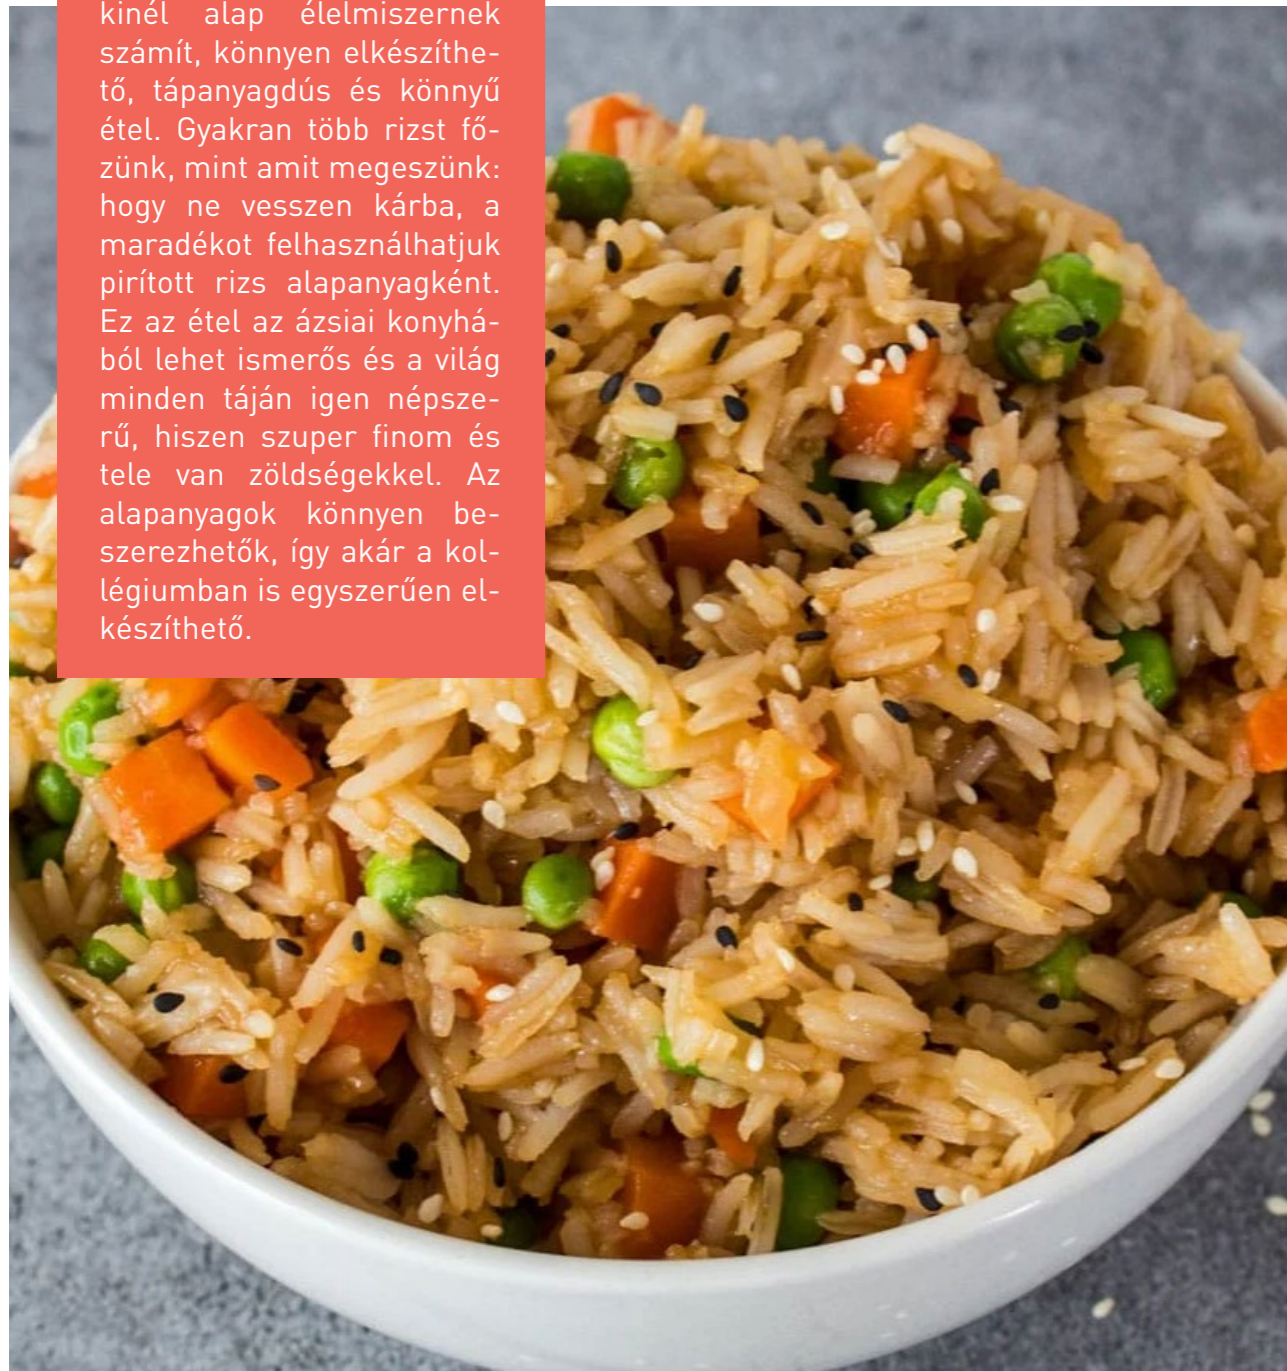 kinél alap élelmiszernek
számít, könnyen elkészíthe-
tő, tápanyagdús és könnyű
étel. Gyakran több rizst fő-
zünk, mint amit megeszünk:
hogy ne vesszen kárba, a
maradékot felhasználhatjuk
pirított rizs alapanyagként.
Ez az étel az ázsiai konyhá-
ból lehet ismerős és a világ
minden táján igen népsze-
rű, hiszen szuper finom és
tele van zöldségekkel. Az
alapanyagok könnyen be-
szerezhetők, így akár a kol-
légiumban is egyszerűen el-
készíthető.